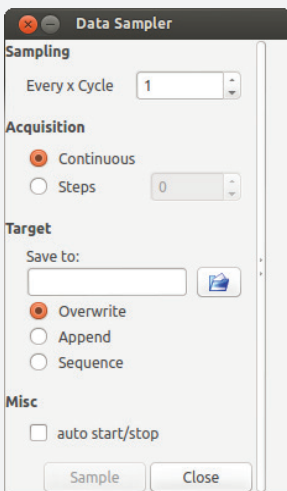 Data Sampler
Sampling
Every x Cycle 1
Acquisition
Continuous
Steps 0
Target
Save to:
Overwrite
Append
Sequence
Misc
auto start/stop
Sample Close